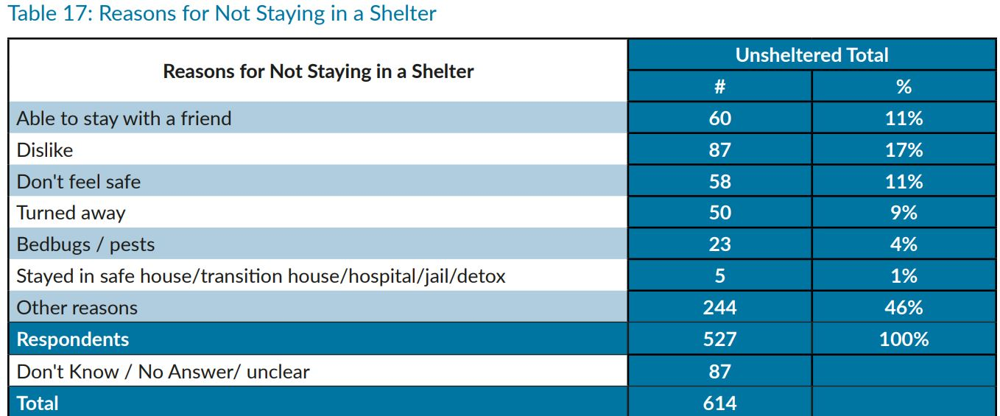 Table 17: Reasons for Not Staying in a Shelter
Reasons for Not Staying in a Shelter
Unsheltered Total
# %
Able to stay with a friend 60 11%
Dislike 87 17%
Don't feel safe 58 11%
Turned away 50 9%
Bedbugs / pests 23 4%
Stayed in safe house/transition house/hospital/jail/detox 5 1%
Other reasons 244 46%
Respondents 527 100%
Don't Know / No Answer/ unclear 87
Total 614